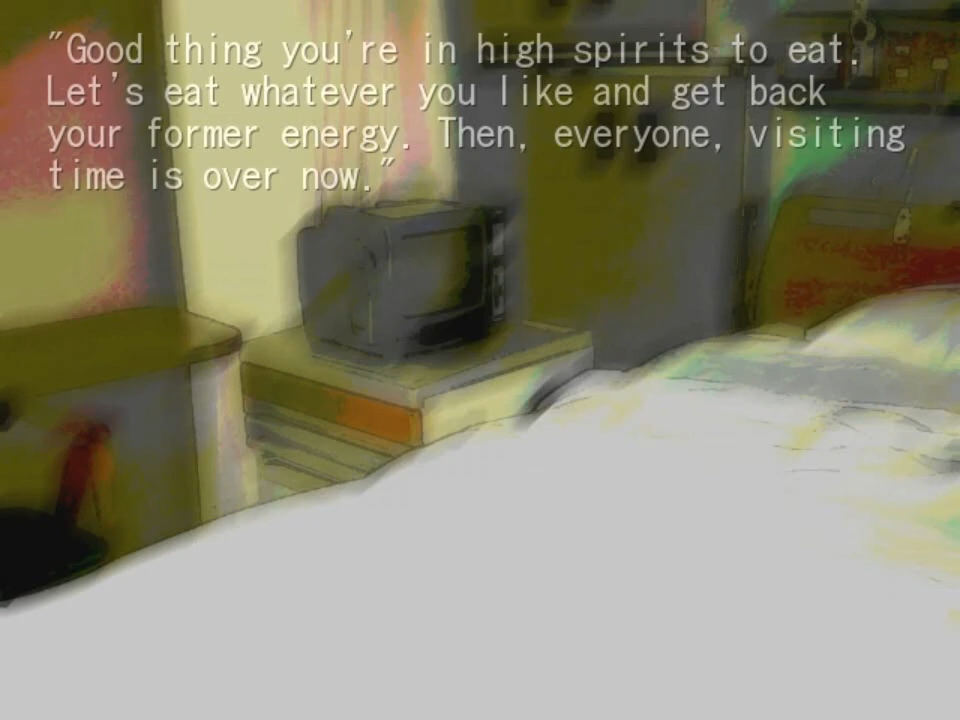 "Good thing you're in high spirits to eat.
Let's eat whatever you like and get back
your former energy. Then, everyone, visiting
time is over now."